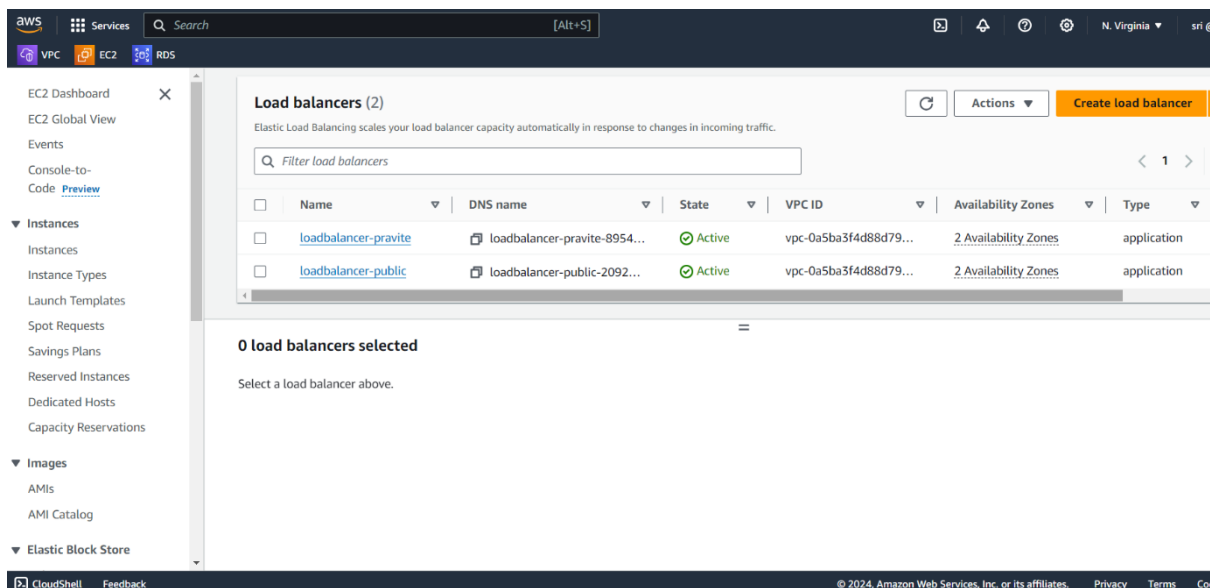 aws Services Search [Alt+S] N. Virginia sri @
VPC EC2 RDS
EC2 Dashboard
EC2 Global View
Events
Console-to-
Code Preview
Instances
Instances
Instance Types
Launch Templates
Spot Requests
Savings Plans
Reserved Instances
Dedicated Hosts
Capacity Reservations
Images
AMIs
AMI Catalog
Elastic Block Store
Load balancers (2) Actions Create load balancer
Elastic Load Balancing scales your load balancer capacity automatically in response to changes in incoming traffic.
Filter load balancers 1
Name DNS name State VPC ID Availability Zones Type
loadbalancer-pravite loadbalancer-pravite-8954... Active vpc-0a5ba3f4d88d79... 2 Availability Zones application
loadbalancer-public loadbalancer-public-2092... Active vpc-0a5ba3f4d88d79... 2 Availability Zones application
0 load balancers selected
Select a load balancer above.
CloudShell Feedback © 2024, Amazon Web Services, Inc. or its affiliates. Privacy Terms Co